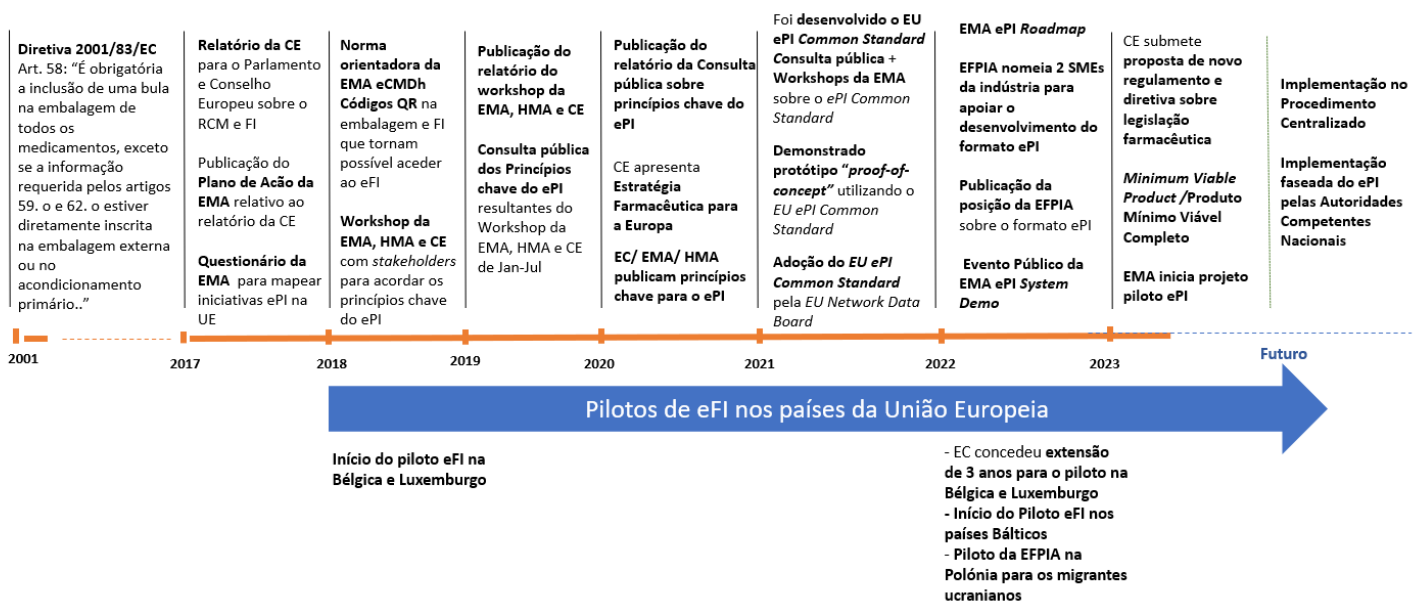 Diretiva 2001/83/EC
Art. 58: “É obrigatória
a inclusão de uma bula
na embalagem de
todos os
medicamentos, exceto
se a informação
requerida pelos artigos
59. o e 62. o estiver
diretamente inscrita
na embalagem externa
ou no
acondicionamento
primário..”
Relatório da CE
para o Parlamento
e Conselho
Europeu sobre o
RCM e FI
Publicação do
Plano de Acão da
EMA relativo ao
relatório da CE
Questionário da
EMA para mapear
iniciativas ePI na
UE
Norma
orientadora da
EMA eCMDh
Códigos QR na
embalagem e FI
que tornam
possível aceder
ao eFI
Workshop da
EMA, HMA e CE
com stakeholders
para acordar os
princípios chave
do ePI
Publicação do
relatório do
workshop da
EMA, HMA e CE
Consulta pública
dos Princípios
chave do ePI
resultantes do
Workshop da
EMA, HMA e CE
de Jan-Jul
Publicação do
relatório da Consulta
pública sobre
princípios chave do
ePI
CE apresenta
Estratégia
Farmacêutica para
a Europa
EC/ EMA/ HMA
publicam princípios
chave para o ePI
Foi desenvolvido o EU
ePI Common Standard
Consulta pública +
Workshops da EMA
sobre o ePI Common
Standard
Demonstrado
protótipo “proof-of-
concept” utilizando o
EU ePI Common
Standard
Adoção do EU ePI
Common Standard
pela EU Network Data
Board
EMA ePI Roadmap
EFPIA nomeia 2 SMEs
da indústria para
apoiar o
desenvolvimento do
formato ePI
Publicação da
posição da EFPIA
sobre o formato ePI
Evento Público da
EMA ePI System
Demo
CE submete
proposta de novo
regulamento e
diretiva sobre
legislação
farmacêutica
Minimum Viable
Product /Produto
Mínimo Viável
Completo
EMA inicia projeto
piloto ePI
Implementação no
Procedimento
Centralizado
Implementação
faseada do ePI
pelas Autoridades
Competentes
Nacionais
2001
2017
2018
2019
2020
2021
2022
2023
Futuro
Pilotos de eFI nos países da União Europeia
Início do piloto eFI na
Bélgica e Luxemburgo
- EC concedeu extensão
de 3 anos para o piloto na
Bélgica e Luxemburgo
- Início do Piloto eFI nos
países Bálticos
- Piloto da EFPIA na
Polónia para os migrantes
ucranianos